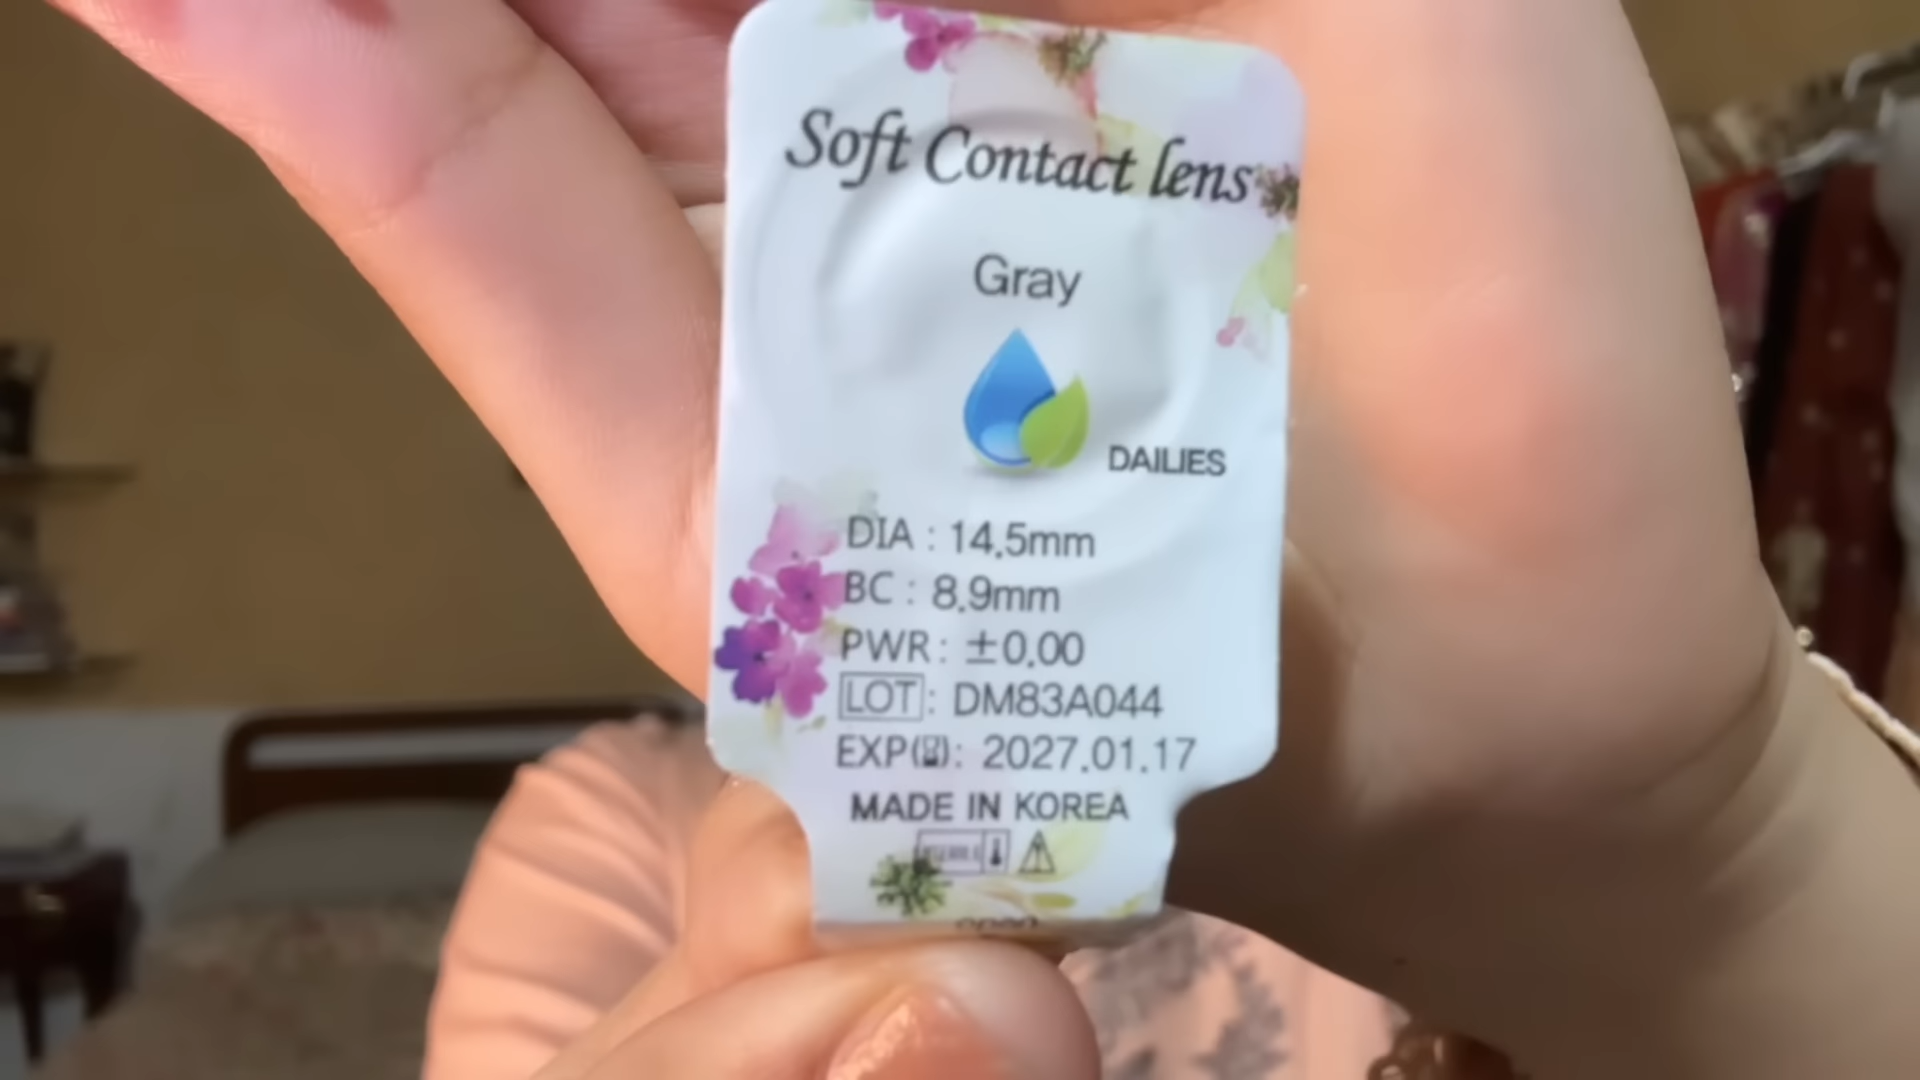 Soft Contact lens
Gray
DAILIES
DIA : 14.5mm
BC : 8.9mm
PWR : ±0.00
LOT : DM83A044
EXP(⌛): 2027.01.17
MADE IN KOREA
open